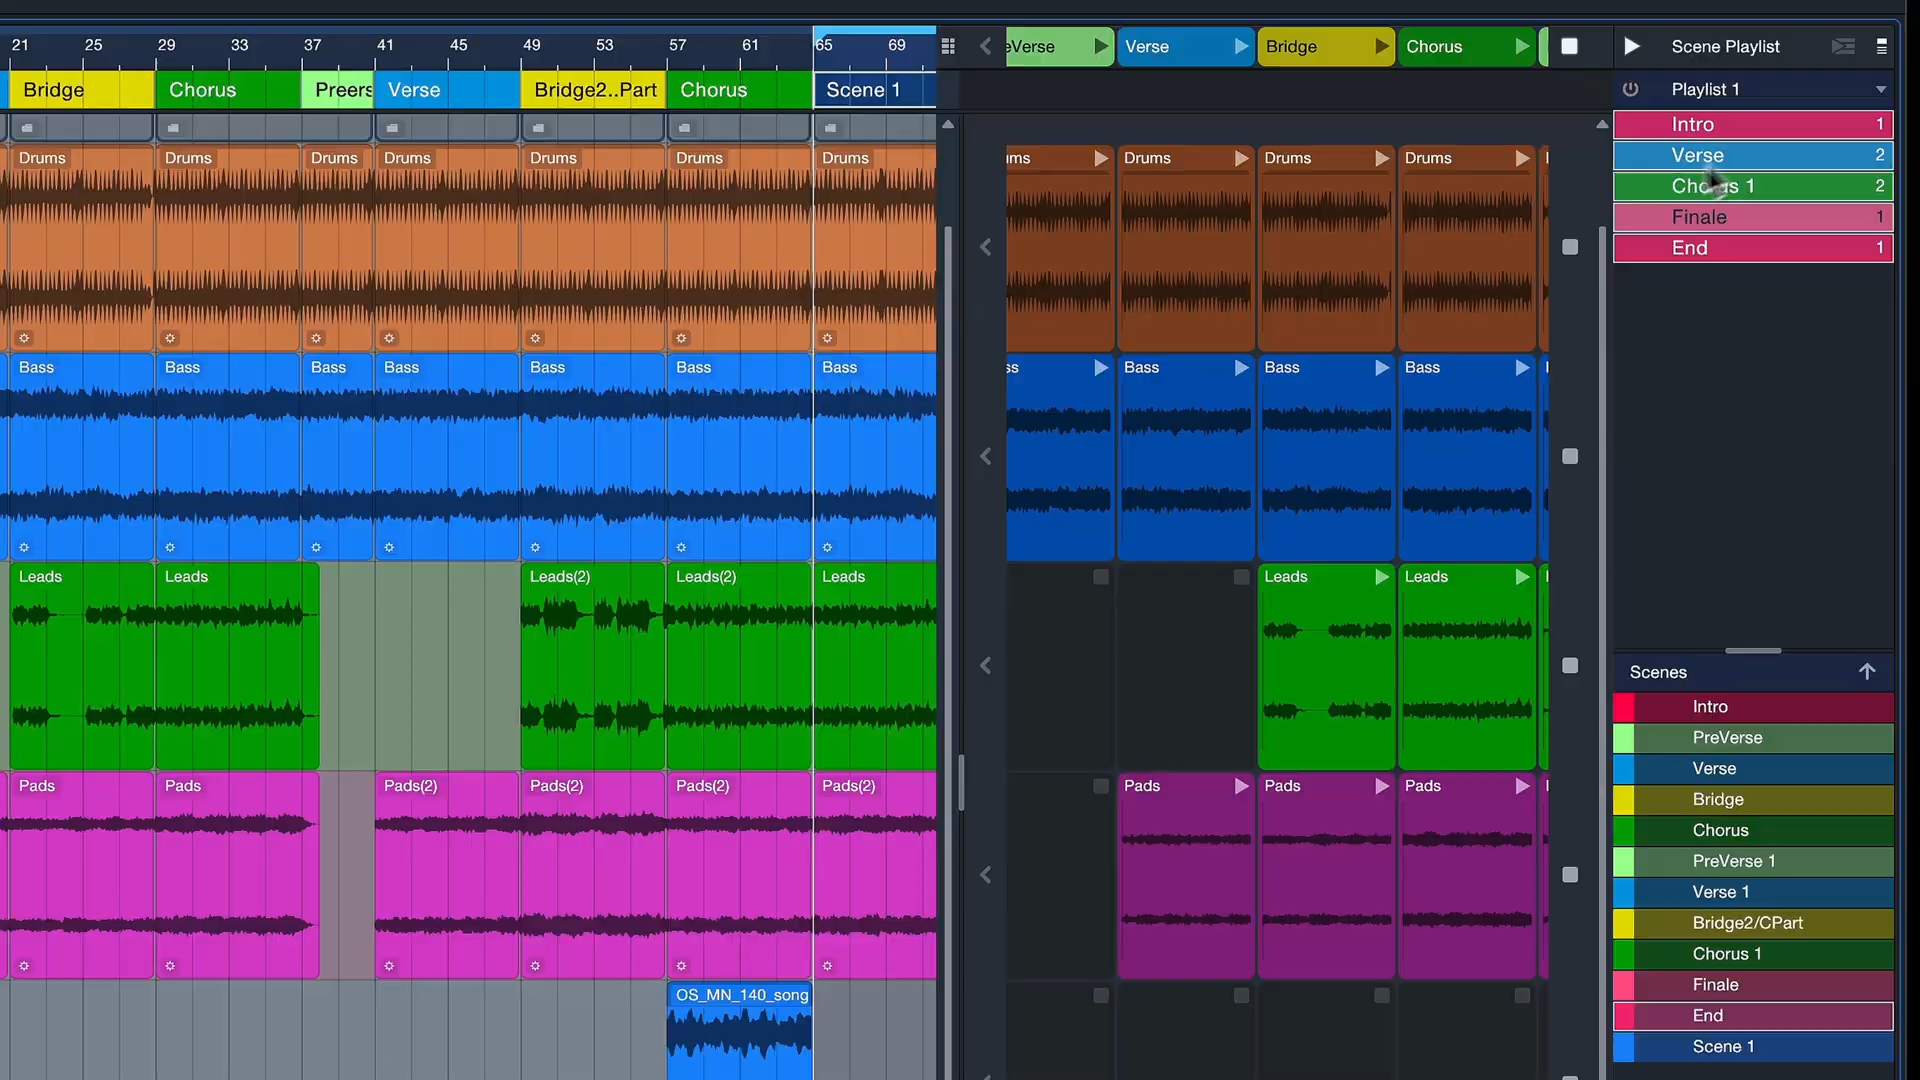 21 25 29 33 37 41 45 49 53 57 61 65 69
Bridge Chorus Preers Verse Bridge2..Part Chorus Scene 1
Drums Drums Drums Drums Drums Drums Drums
Bass Bass Bass Bass Bass Bass Bass
Leads Leads Leads(2) Leads(2) Leads
Pads Pads Pads(2) Pads(2) Pads(2) Pads(2)
OS_MN_140_song
eVerse Verse Bridge Chorus
ums Drums Drums Drums
ss Bass Bass Bass
Leads Leads
Pads Pads Pads
Scene Playlist
Playlist 1
Intro 1
Verse 2
Chorus 1 2
Finale 1
End 1
Scenes
Intro
PreVerse
Verse
Bridge
Chorus
PreVerse 1
Verse 1
Bridge2/CPart
Chorus 1
Finale
End
Scene 1